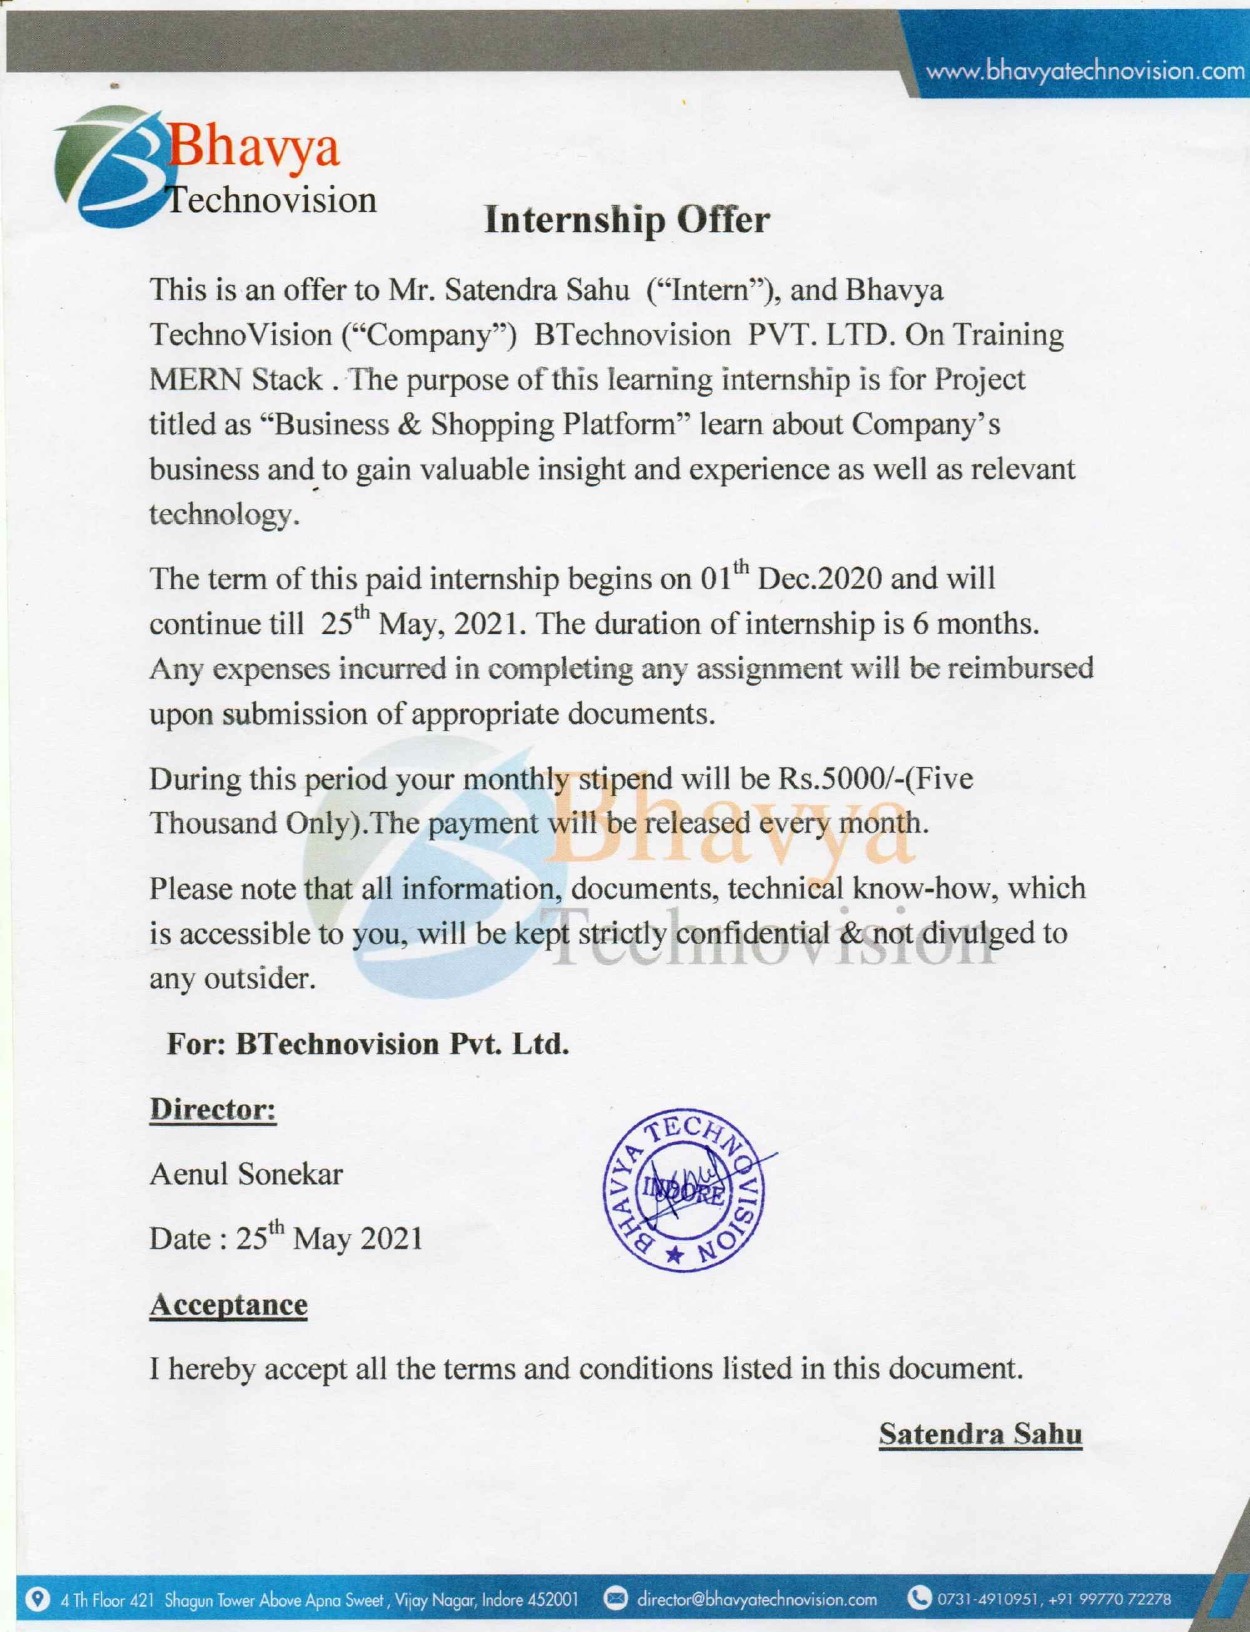 www.bhavyatechnovision.com
Bhavya
Technovision
Internship Offer
This is an offer to Mr. Satendra Sahu (“Intern”), and Bhavya
TechnoVision (“Company”) BTechnovision PVT. LTD. On Training
MERN Stack . The purpose of this learning internship is for Project
titled as “Business & Shopping Platform” learn about Company’s
business and to gain valuable insight and experience as well as relevant
technology.
The term of this paid internship begins on 01th Dec.2020 and will
continue till 25th May, 2021. The duration of internship is 6 months.
Any expenses incurred in completing any assignment will be reimbursed
upon submission of appropriate documents.
During this period your monthly stipend will be Rs.5000/-(Five
Thousand Only).The payment will be released every month.
Bhavya
Technovision
Please note that all information, documents, technical know-how, which
is accessible to you, will be kept strictly confidential & not divulged to
any outsider.
For: BTechnovision Pvt. Ltd.
Director:
Aenul Sonekar
Date : 25th May 2021
BHAVYA TECHNOVISION
INDORE
Acceptance
I hereby accept all the terms and conditions listed in this document.
Satendra Sahu
4 Th Floor 421 Shagun Tower Above Apna Sweet , Vijay Nagar, Indore 452001 director@bhavyatechnovision.com 0731-4910951, +91 99770 72278